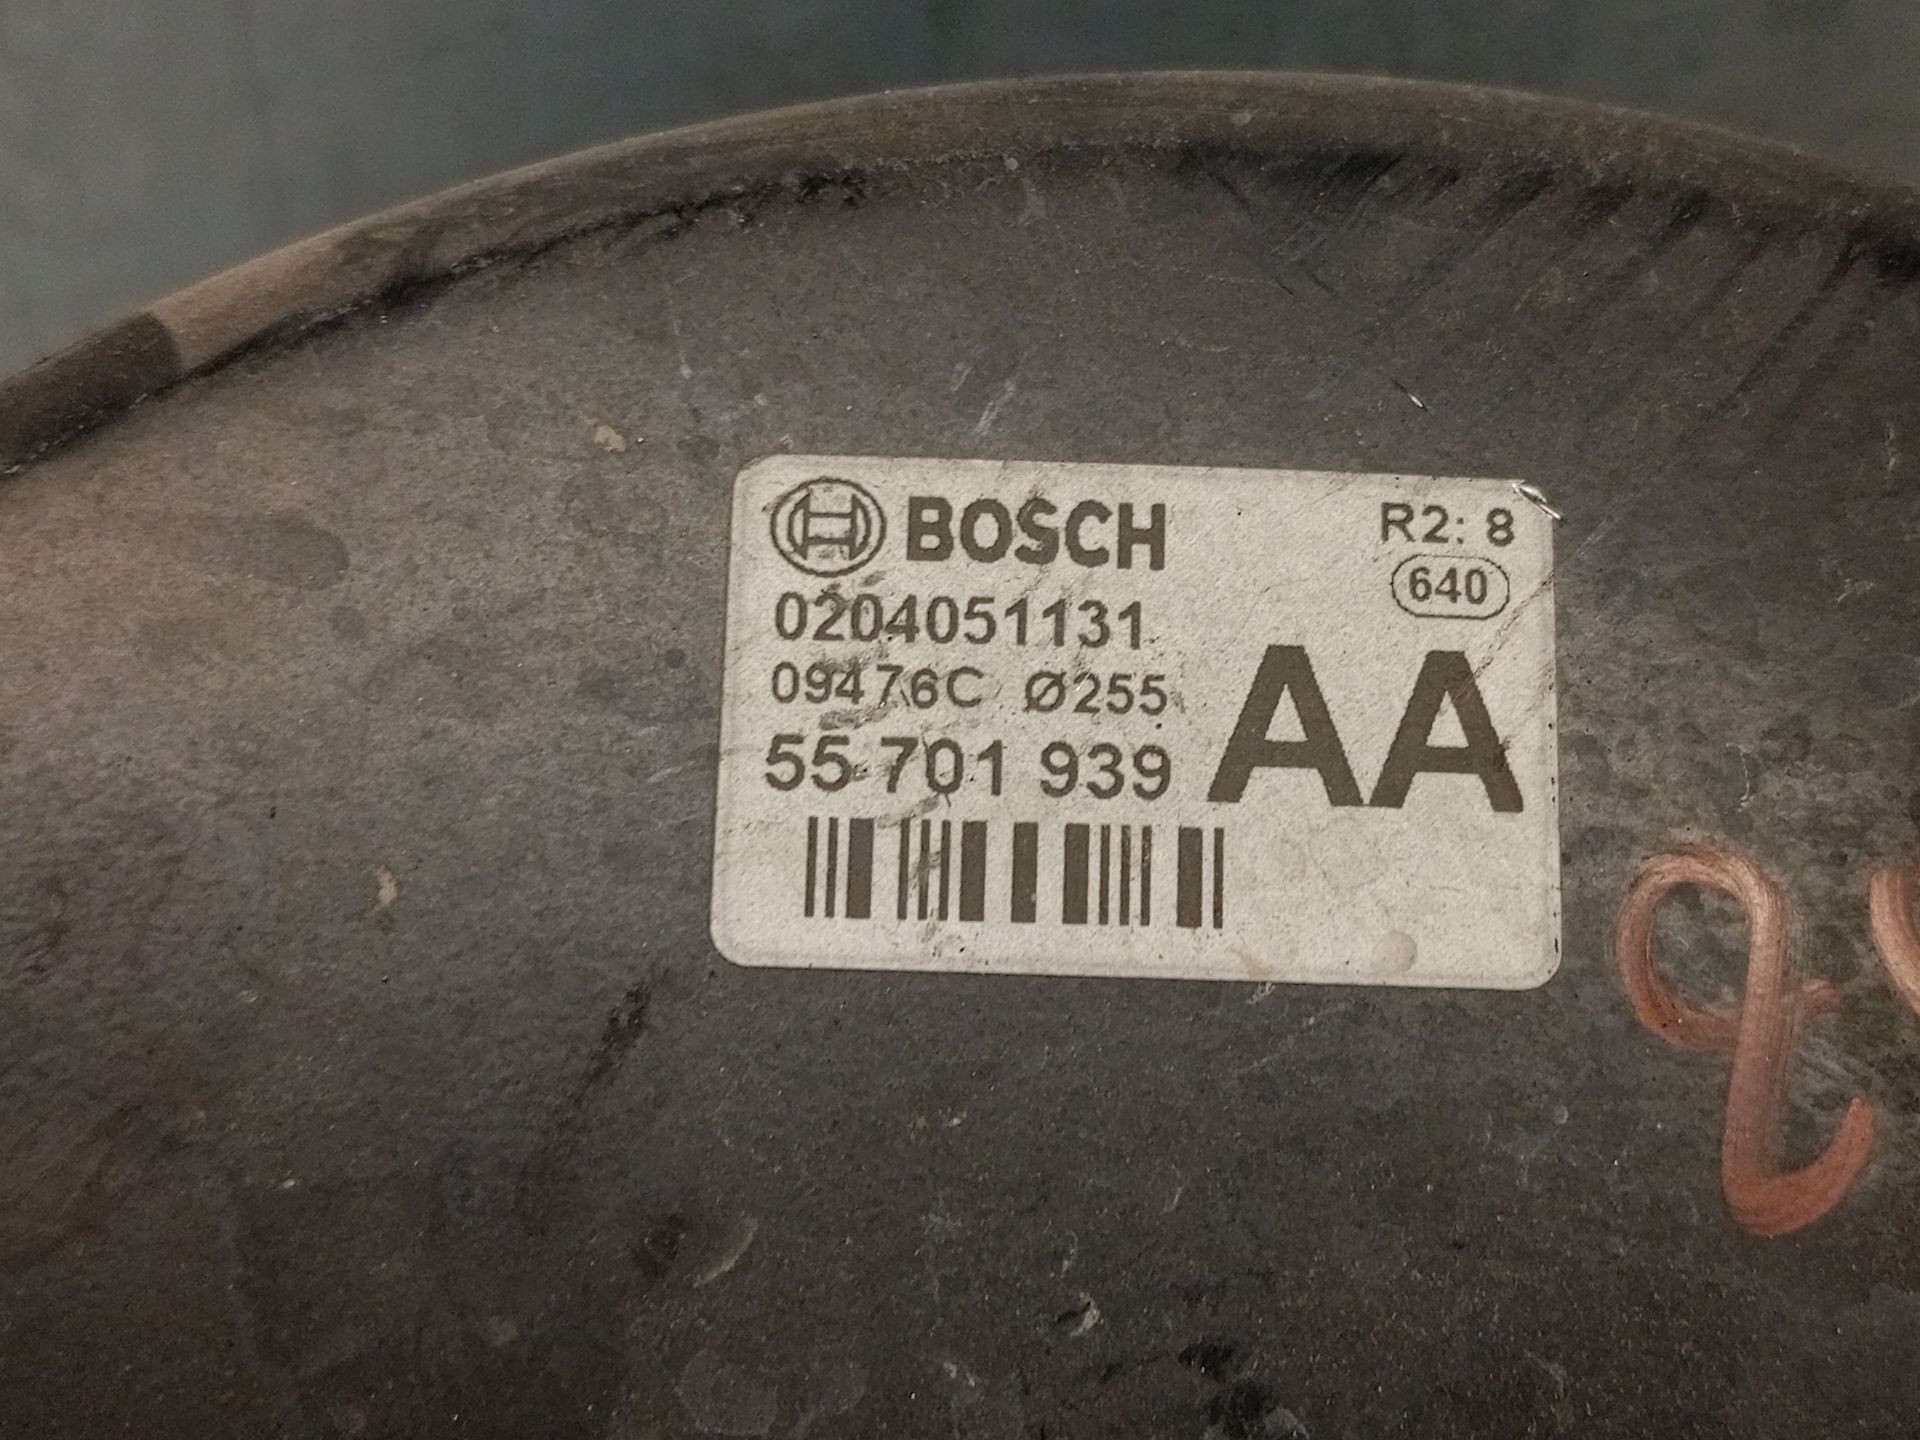 BOSCH R2: 8
640
0204051131
09476C Ø255
55 701 939 AA